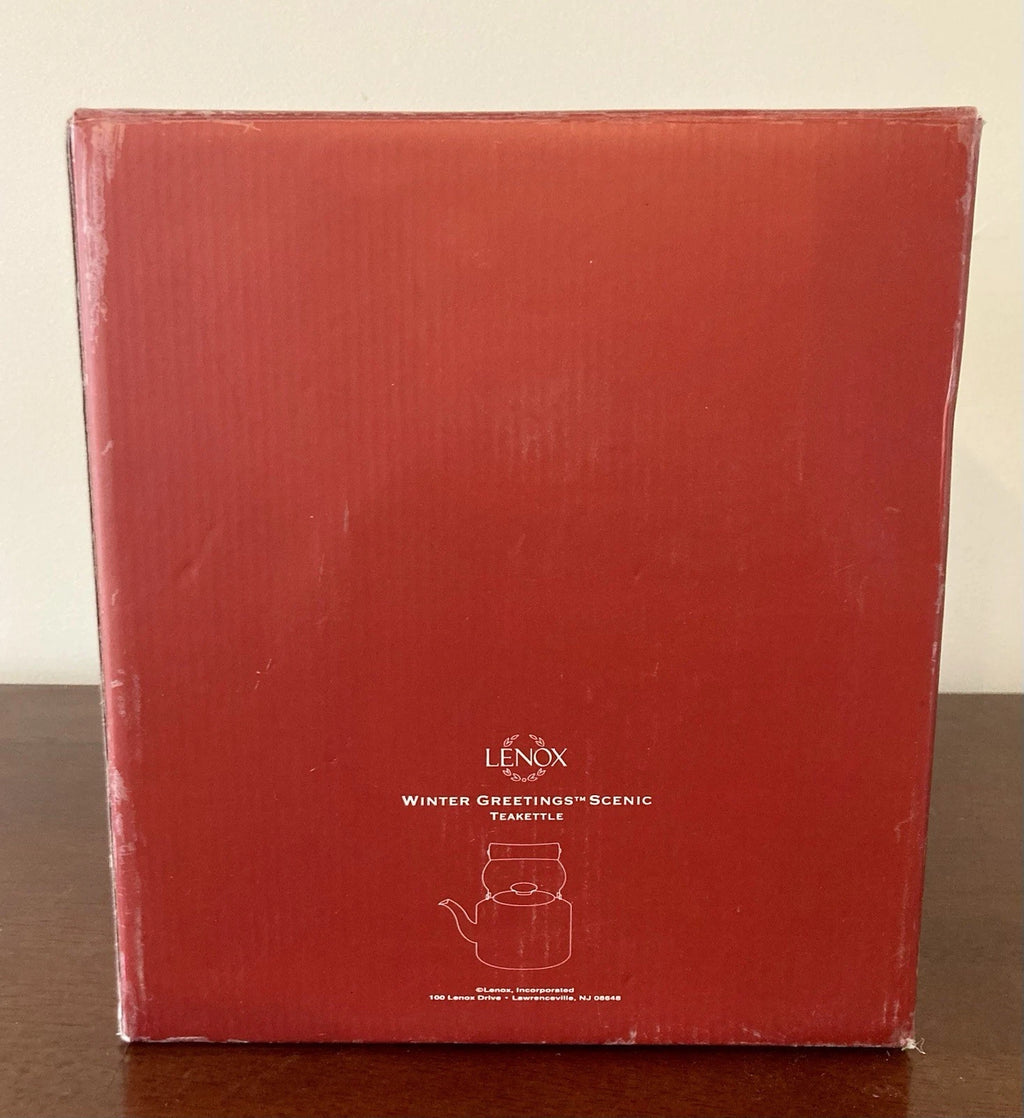 LENOX
WINTER GREETINGS™ SCENIC
TEAKETTLE
©Lenox, Incorporated
100 Lenox Drive • Lawrenceville, NJ 08648